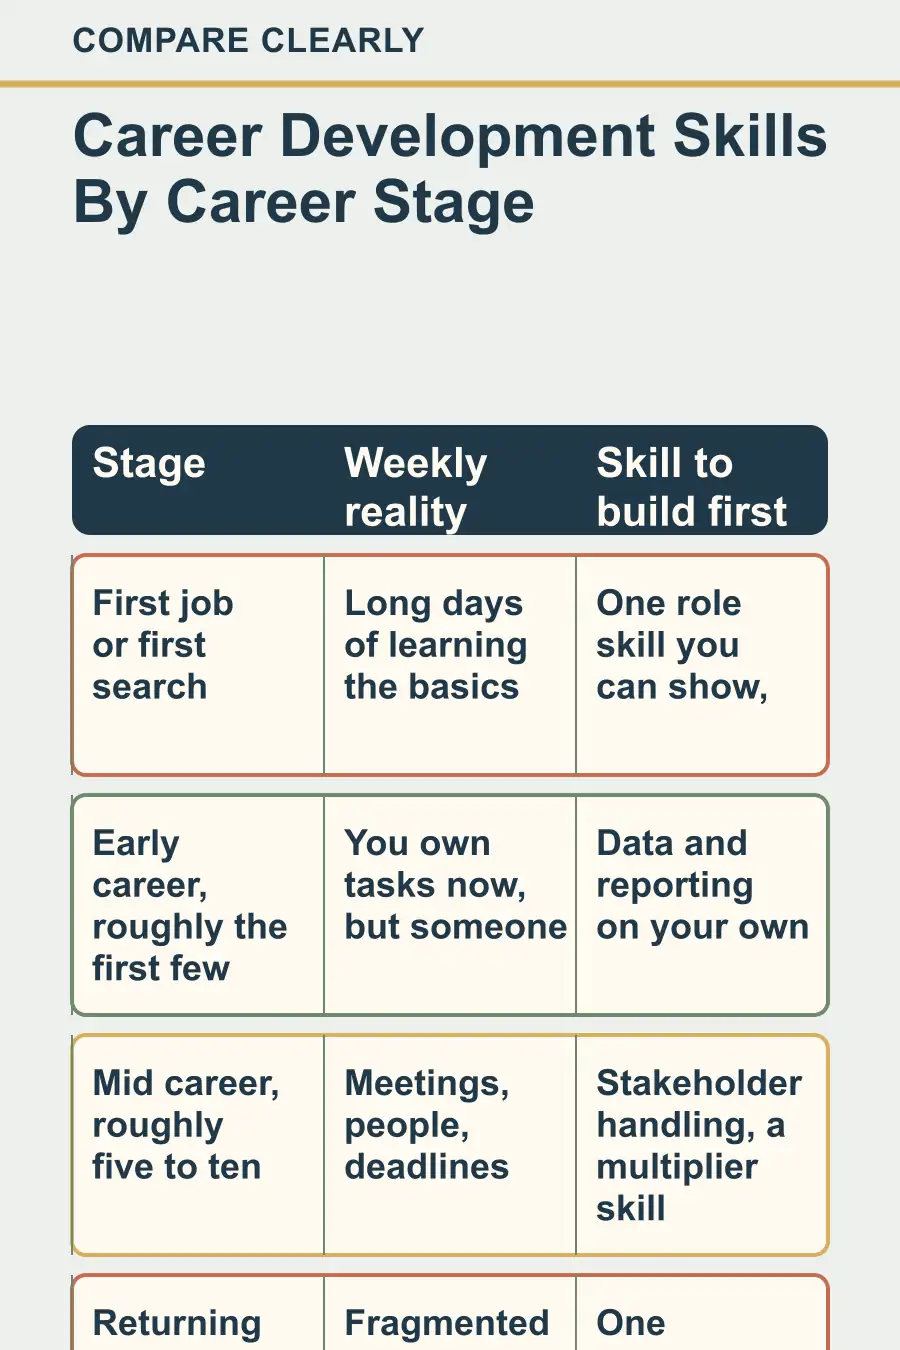 COMPARE CLEARLY
Career Development Skills
By Career Stage
Stage
Weekly
reality
Skill to
build first
First job
or first
search
Long days
of learning
the basics
One role
skill you
can show,
Early
career,
roughly the
first few
You own
tasks now,
but someone
Data and
reporting
on your own
Mid career,
roughly
five to ten
Meetings,
people,
deadlines
Stakeholder
handling, a
multiplier
skill
Returning
Fragmented
One